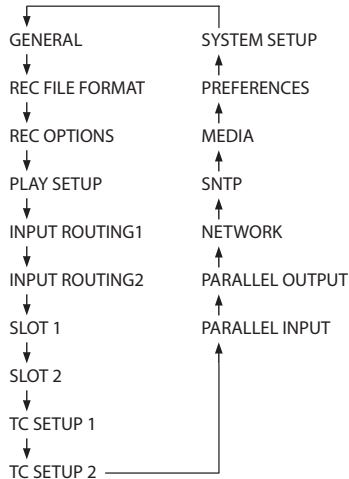 GENERAL
REC FILE FORMAT
REC OPTIONS
PLAY SETUP
INPUT ROUTING1
INPUT ROUTING2
SLOT 1
SLOT 2
TC SETUP 1
TC SETUP 2
SYSTEM SETUP
PREFERENCES
MEDIA
SNTP
NETWORK
PARALLEL OUTPUT
PARALLEL INPUT